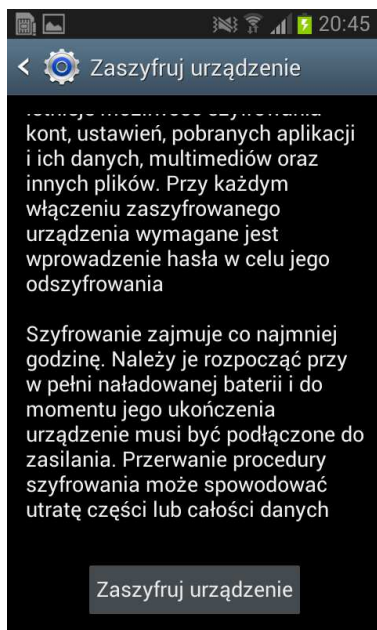 20:45
Zaszyfruj urządzenie
kont, ustawień, pobranych aplikacji
i ich danych, multimediów oraz
innych plików. Przy każdym
włączeniu zaszyfrowanego
urządzenia wymagane jest
wprowadzenie hasła w celu jego
odszyfrowania
Szyfrowanie zajmuje co najmniej
godzinę. Należy je rozpocząć przy
w pełni naładowanej baterii i do
momentu jego ukończenia
urządzenie musi być podłączone do
zasilania. Przerwanie procedury
szyfrowania może spowodować
utratę części lub całości danych
Zaszyfruj urządzenie